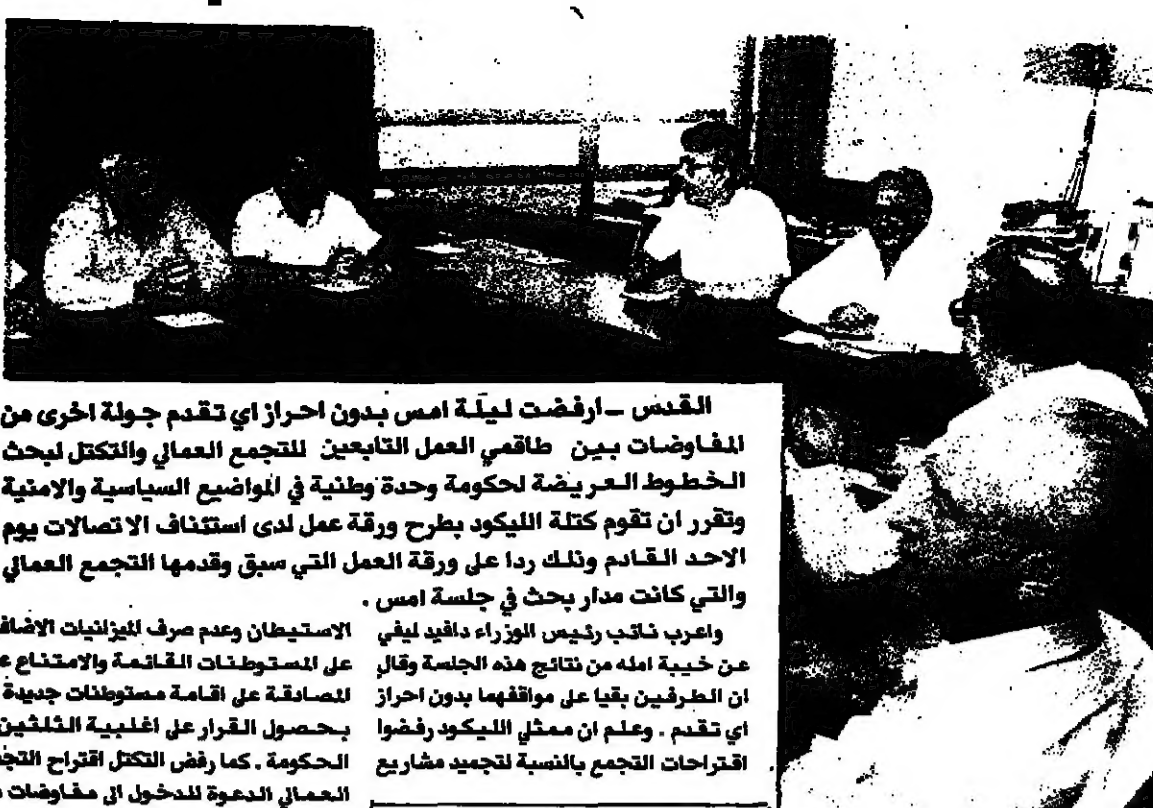 القدس - ارفضت ليلة امس بدون احراز اي تقدم جولة اخرى من
المفاوضات بين طاقمي العمل التابعين للتجمع العمالي والتكتل لبحث
الخطوط العريضة لحكومة وحدة وطنية في المواضيع السياسية والامنية
وتقرر ان تقوم كتلة الليكود بطرح ورقة عمل لدى استئناف الاتصالات يوم
الاحد القادم وذلك ردا على ورقة العمل التي سبق وقدمها التجمع العمالي
والتي كانت مدار بحث في جلسة امس .
واعرب نائب رئيس الوزراء دافيد ليفي
عن خيبة امله من نتائج هذه الجلسة وقال
ان الطرفين بقيا على مواقفهما بدون احراز
اي تقدم . وعلم ان ممثلي الليكود رفضوا
اقتراحات التجمع بالنسبة لتجميد مشاريع
الاستيطان وعدم صرف الميزانيات
على المستوطنات القائمة والامتناع
المصادقة على اقامة مستوطنات جديدة
بحصول القرار على اغلبية الثلثين
الحكومة . كما رفض التكتل اقتراح
العمالي الدعوة للدخول الى مفاوضات